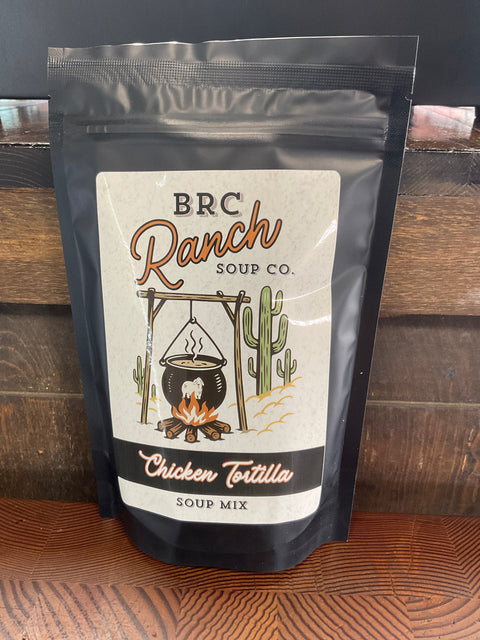 BRC
Ranch
SOUP CO.
Chicken Tortilla
SOUP MIX